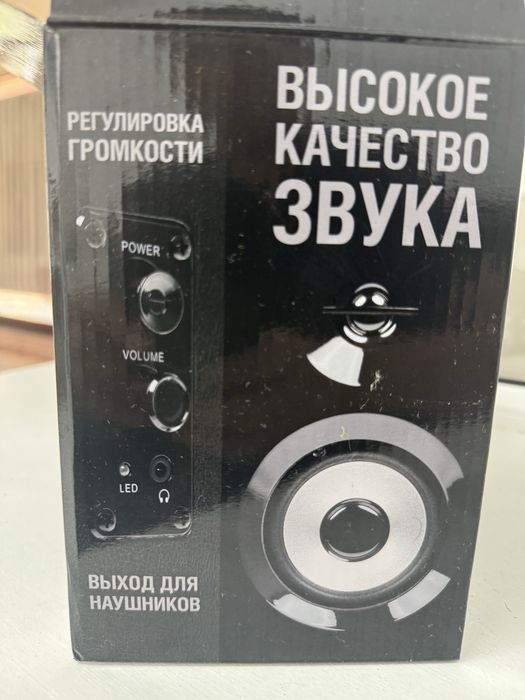 РЕГУЛИРОВКА
ГРОМКОСТИ
ВЫСОКОЕ
КАЧЕСТВО
ЗВУКА
POWER
VOLUME
LED
ВЫХОД ДЛЯ
НАУШНИКОВ